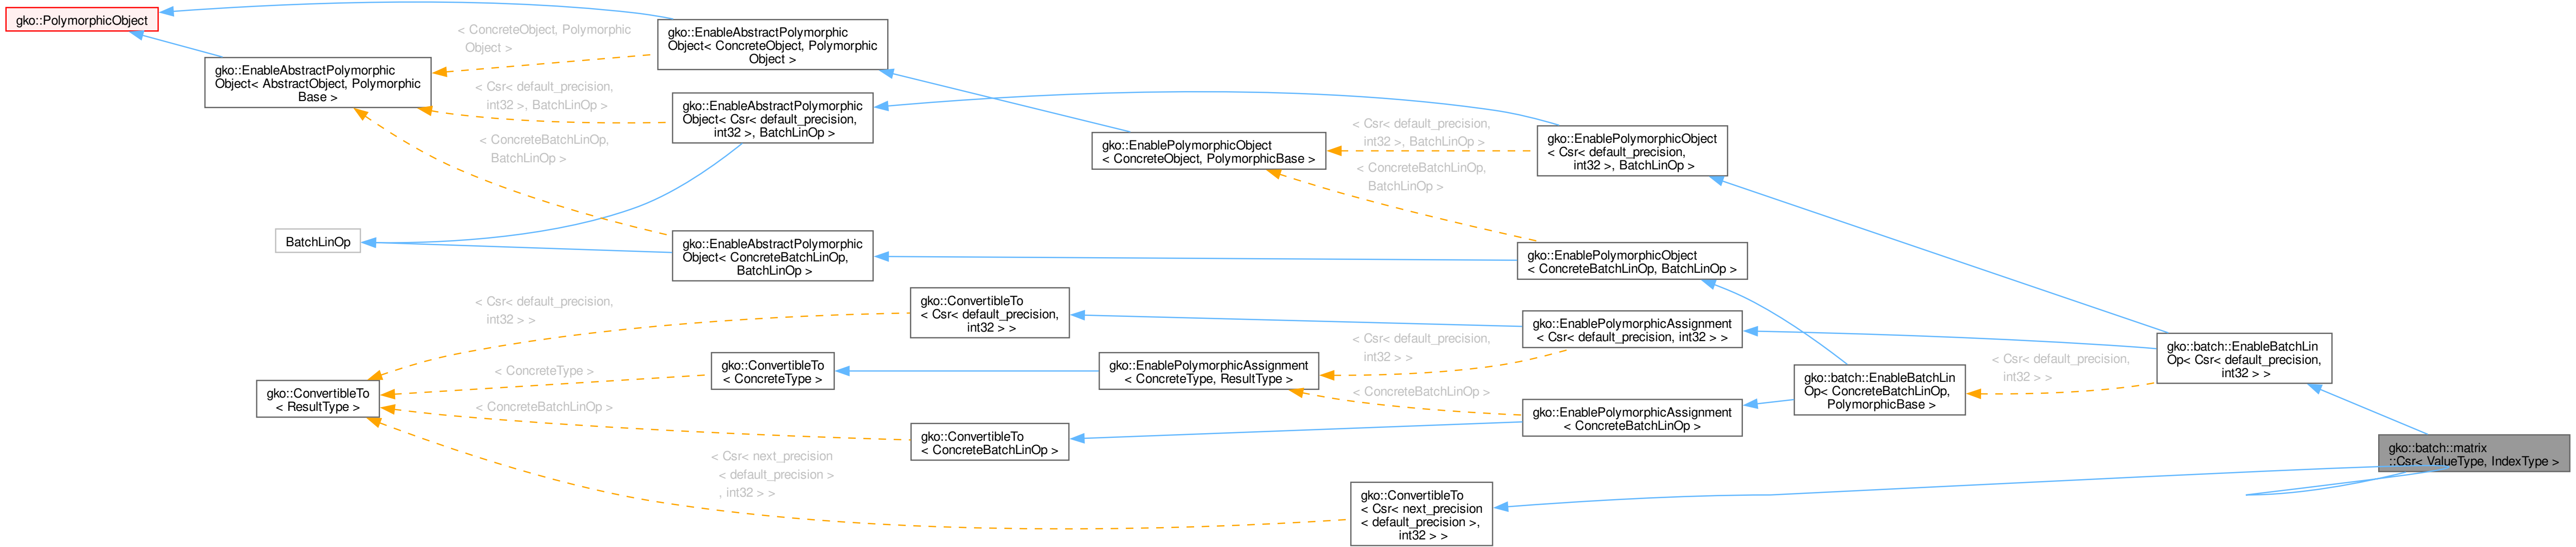 gko::PolymorphicObject
gko::EnableAbstractPolymorphic
Object< AbstractObject, Polymorphic
Base >
< ConcreteObject, Polymorphic
Object >
< Csr< default_precision,
int32 >, BatchLinOp >
< ConcreteBatchLinOp,
BatchLinOp >
gko::EnableAbstractPolymorphic
Object< ConcreteObject, Polymorphic
Object >
gko::EnableAbstractPolymorphic
Object< Csr< default_precision,
int32 >, BatchLinOp >
BatchLinOp
gko::EnableAbstractPolymorphic
Object< ConcreteBatchLinOp,
BatchLinOp >
gko::EnablePolymorphicObject
< ConcreteObject, PolymorphicBase >
< Csr< default_precision,
int32 >, BatchLinOp >
< ConcreteBatchLinOp,
BatchLinOp >
gko::EnablePolymorphicObject
< Csr< default_precision,
int32 >, BatchLinOp >
gko::EnablePolymorphicObject
< ConcreteBatchLinOp, BatchLinOp >
gko::ConvertibleTo
< ResultType >
< Csr< default_precision,
int32 > >
< ConcreteType >
< ConcreteBatchLinOp >
< Csr< next_precision
< default_precision >
, int32 > >
gko::ConvertibleTo
< Csr< default_precision,
int32 > >
gko::ConvertibleTo
< ConcreteType >
gko::ConvertibleTo
< ConcreteBatchLinOp >
gko::EnablePolymorphicAssignment
< ConcreteType, ResultType >
< Csr< default_precision,
int32 > >
< ConcreteBatchLinOp >
gko::EnablePolymorphicAssignment
< Csr< default_precision, int32 > >
gko::EnablePolymorphicAssignment
< ConcreteBatchLinOp >
gko::ConvertibleTo
< Csr< next_precision
< default_precision >,
int32 > >
gko::batch::EnableBatchLin
Op< ConcreteBatchLinOp,
PolymorphicBase >
< Csr< default_precision,
int32 > >
gko::batch::EnableBatchLin
Op< Csr< default_precision,
int32 > >
gko::batch::matrix
::Csr< ValueType, IndexType >